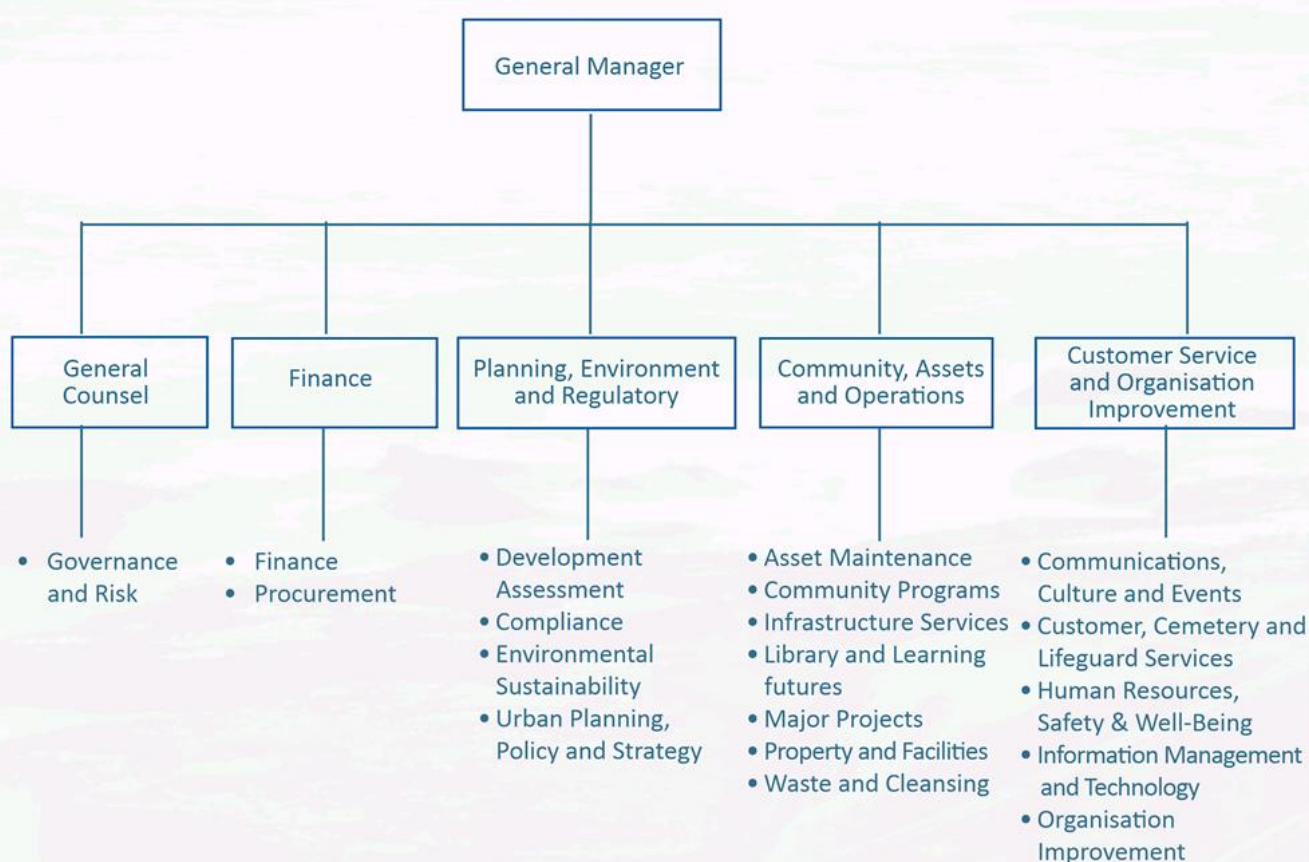 General Manager
General
Counsel
Finance
Planning, Environment
and Regulatory
Community, Assets
and Operations
Customer Service
and Organisation
Improvement
• Governance
and Risk
• Finance
• Procurement
• Development
Assessment
• Compliance
• Environmental
Sustainability
• Urban Planning,
Policy and Strategy
• Asset Maintenance
• Community Programs
• Infrastructure Services
• Library and Learning
futures
• Major Projects
• Property and Facilities
• Waste and Cleansing
• Communications,
Culture and Events
• Customer, Cemetery and
Lifeguard Services
• Human Resources,
Safety & Well-Being
• Information Management
and Technology
• Organisation
Improvement